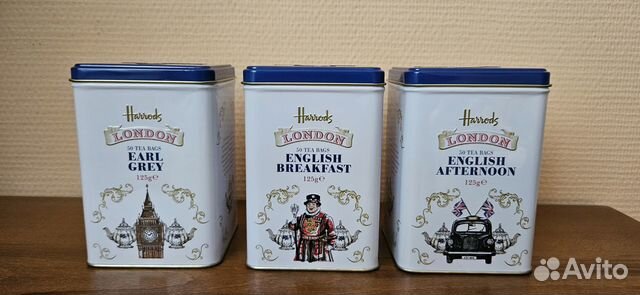 Harrods
LONDON
50 TEA BAGS
EARL
GREY
125g℮
Harrods
LONDON
50 TEA BAGS
ENGLISH
BREAKFAST
125g℮
Harrods
LONDON
50 TEA BAGS
ENGLISH
AFTERNOON
125g℮
Avito